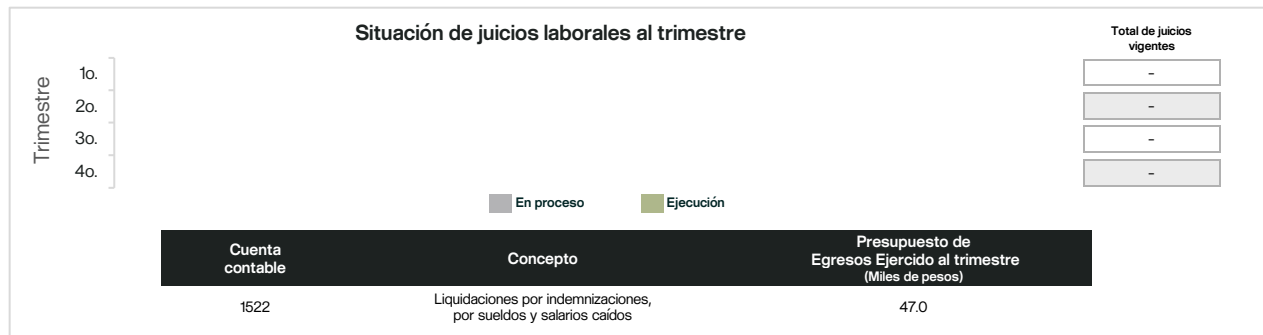 Situación de juicios laborales al trimestre
Total de juicios
vigentes
Trimestre
1o.
-
2o.
-
3o.
-
4o.
-
En proceso
Ejecución
Cuenta
contable
Concepto
Presupuesto de
Egresos Ejercido al trimestre
(Miles de pesos)
1522
Liquidaciones por indemnizaciones,
por sueldos y salarios caídos
47.0